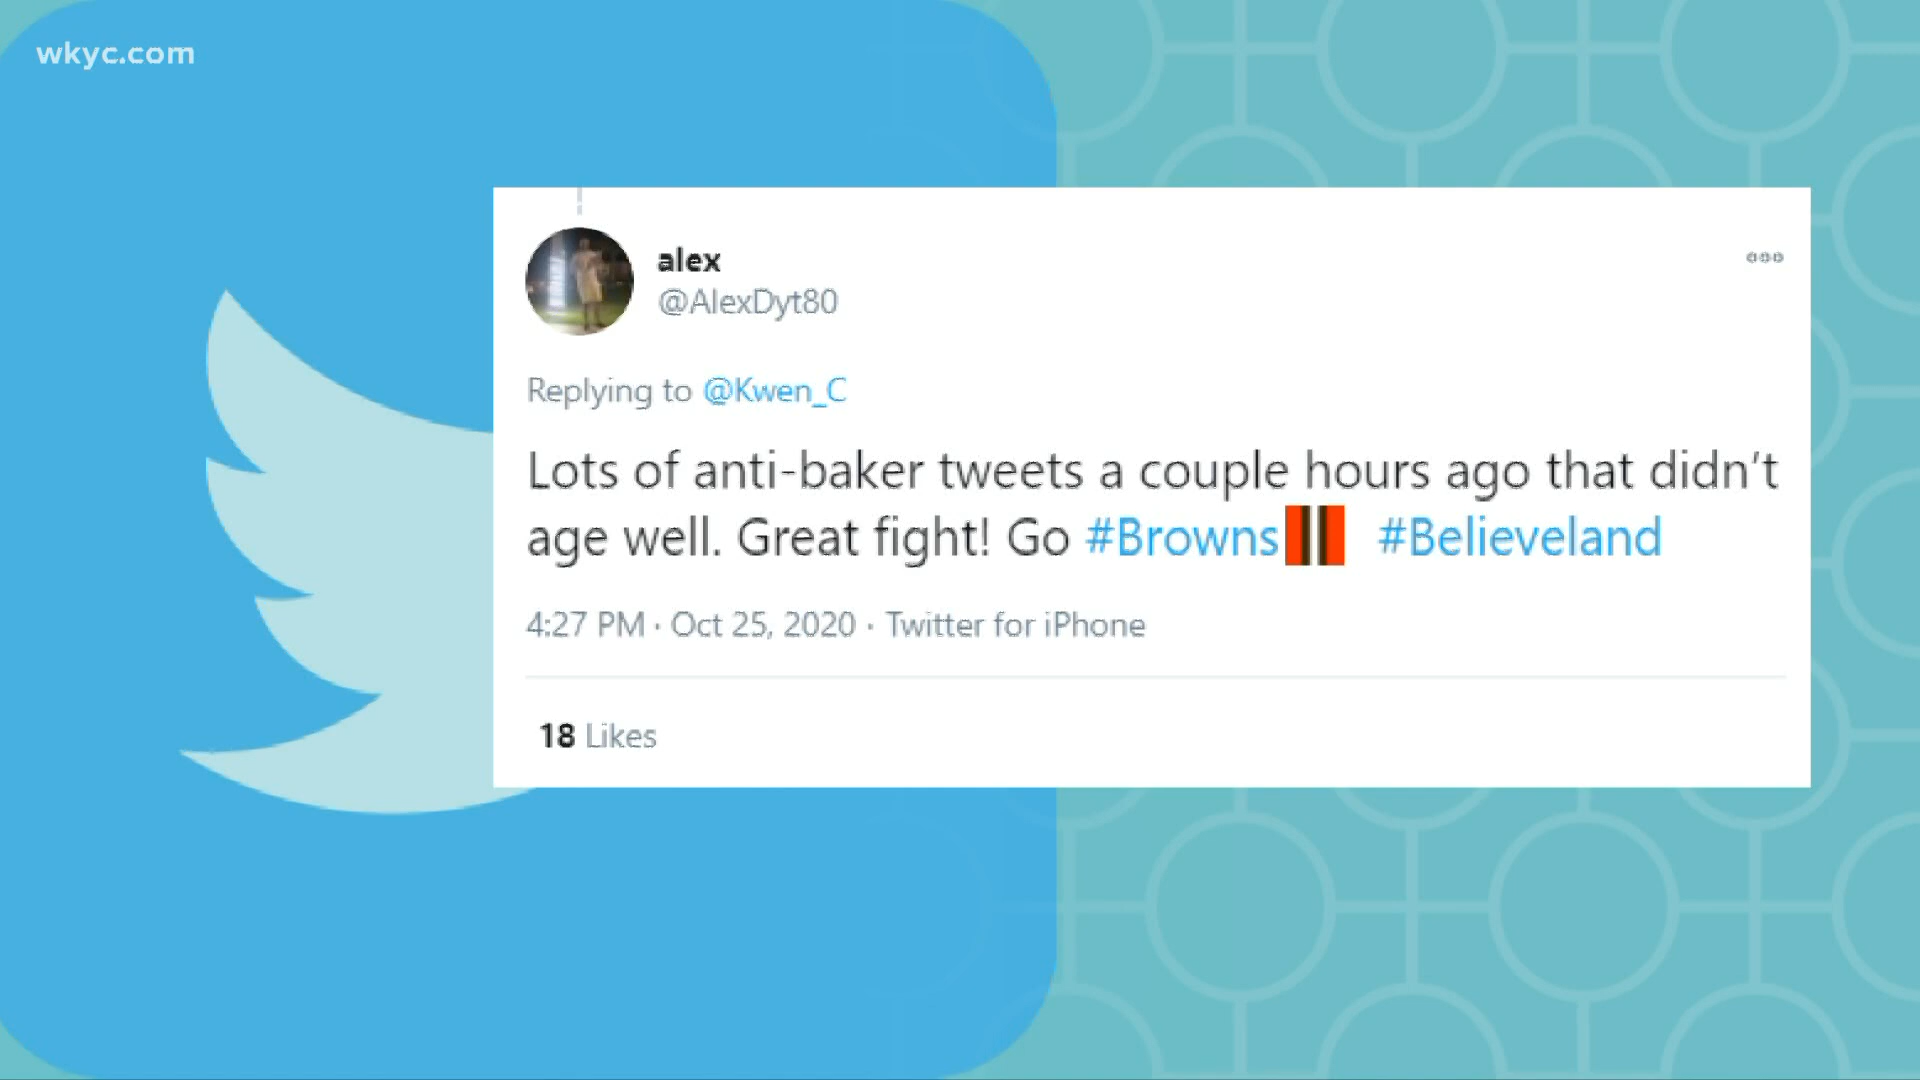 wkyc.com
alex
@AlexDyt80
Replying to @Kwen_C
Lots of anti-baker tweets a couple hours ago that didn't
age well. Great fight! Go #Browns #Believeland
4:27 PM · Oct 25, 2020 · Twitter for iPhone
18 Likes